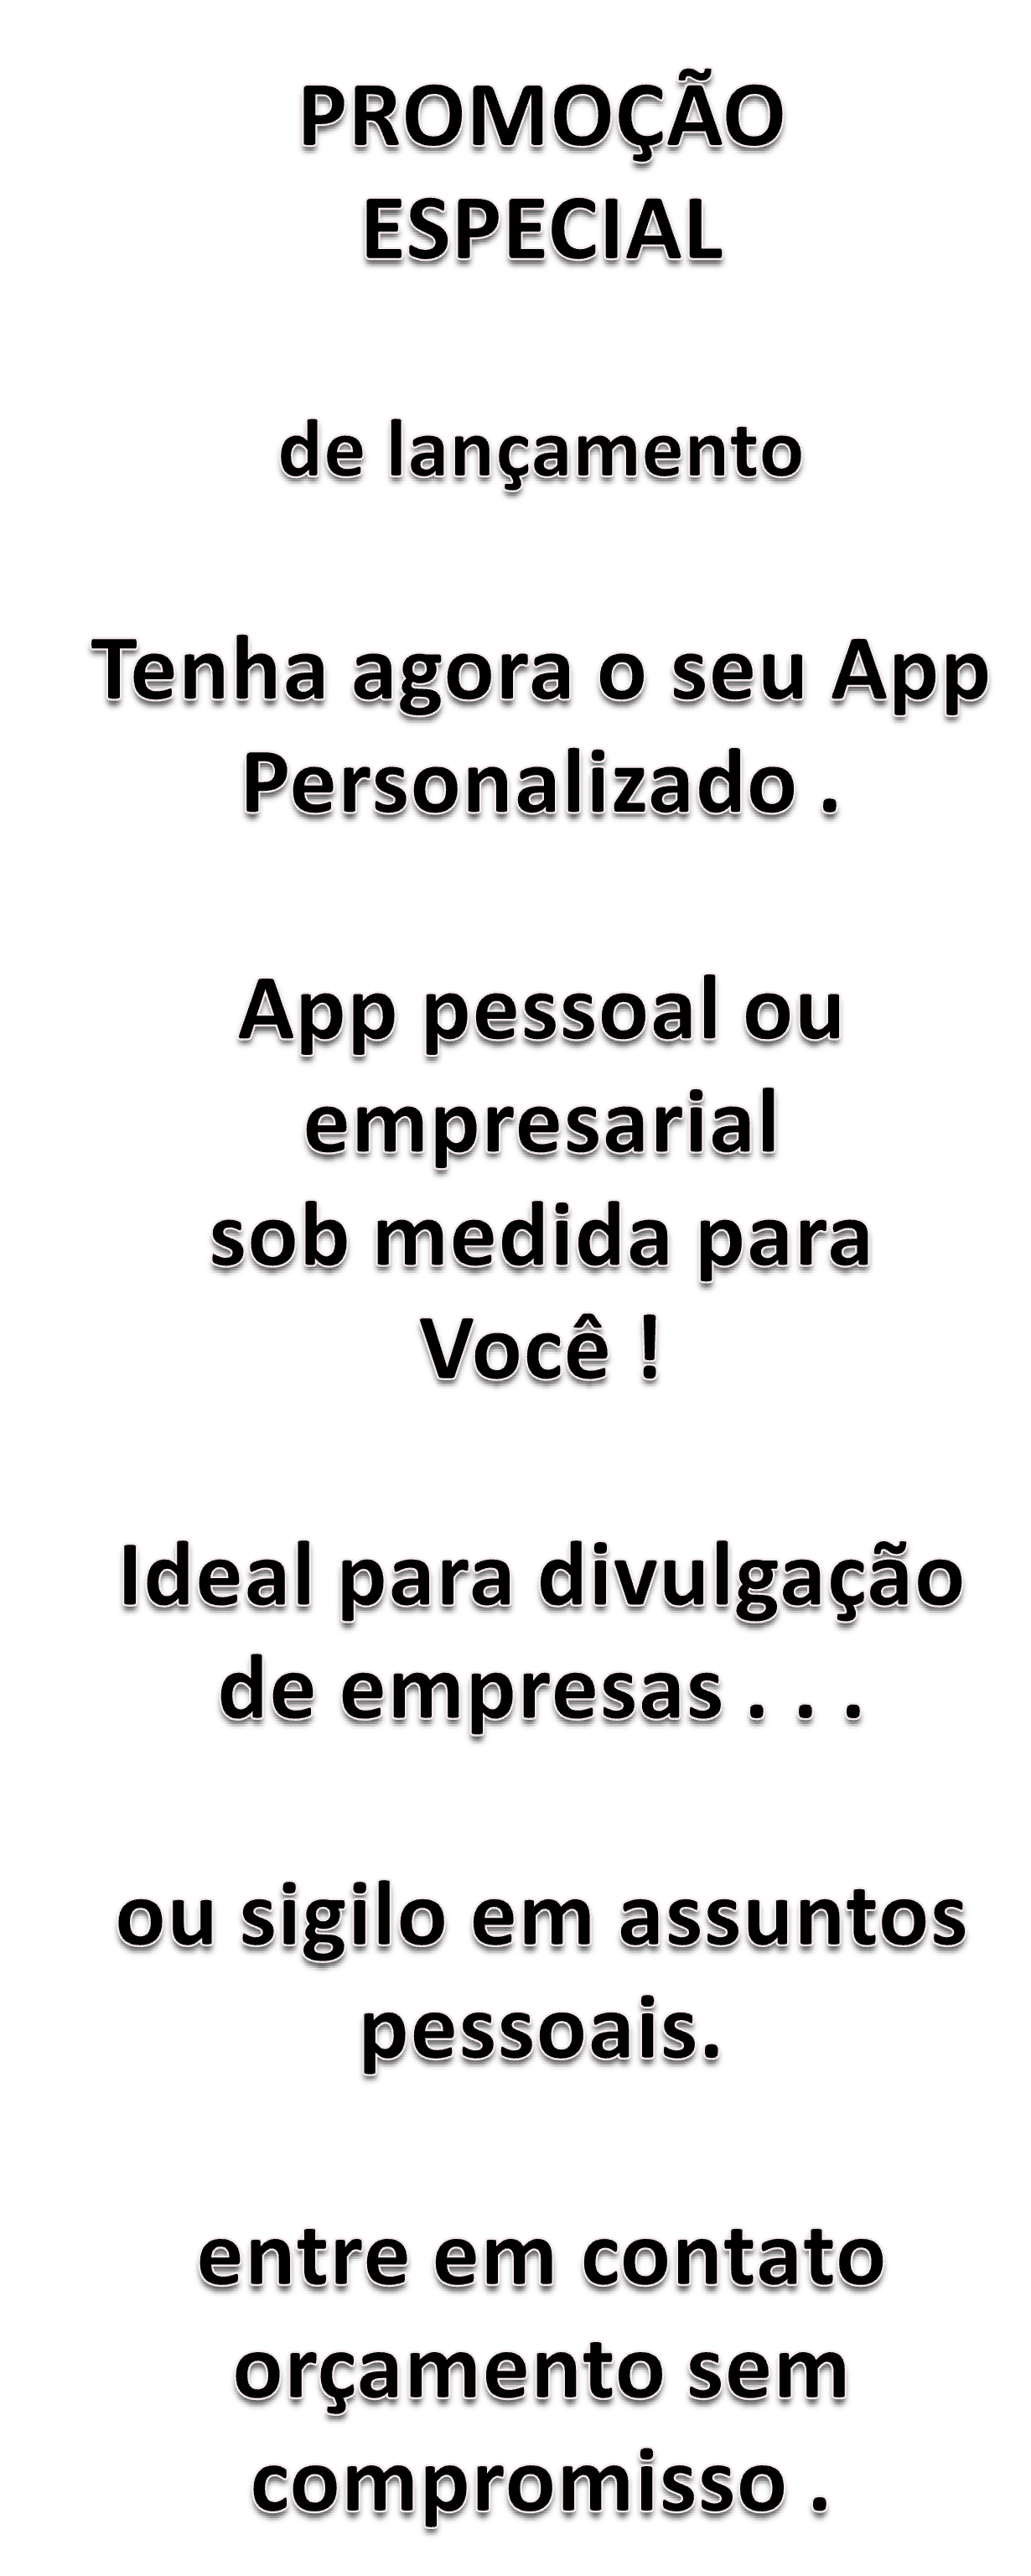 PROMOÇÃO
ESPECIAL
de lançamento
Tenha agora o seu App
Personalizado .
App pessoal ou
empresarial
sob medida para
Você !
Ideal para divulgação
de empresas . . .
ou sigilo em assuntos
pessoais.
entre em contato
orçamento sem
compromisso .